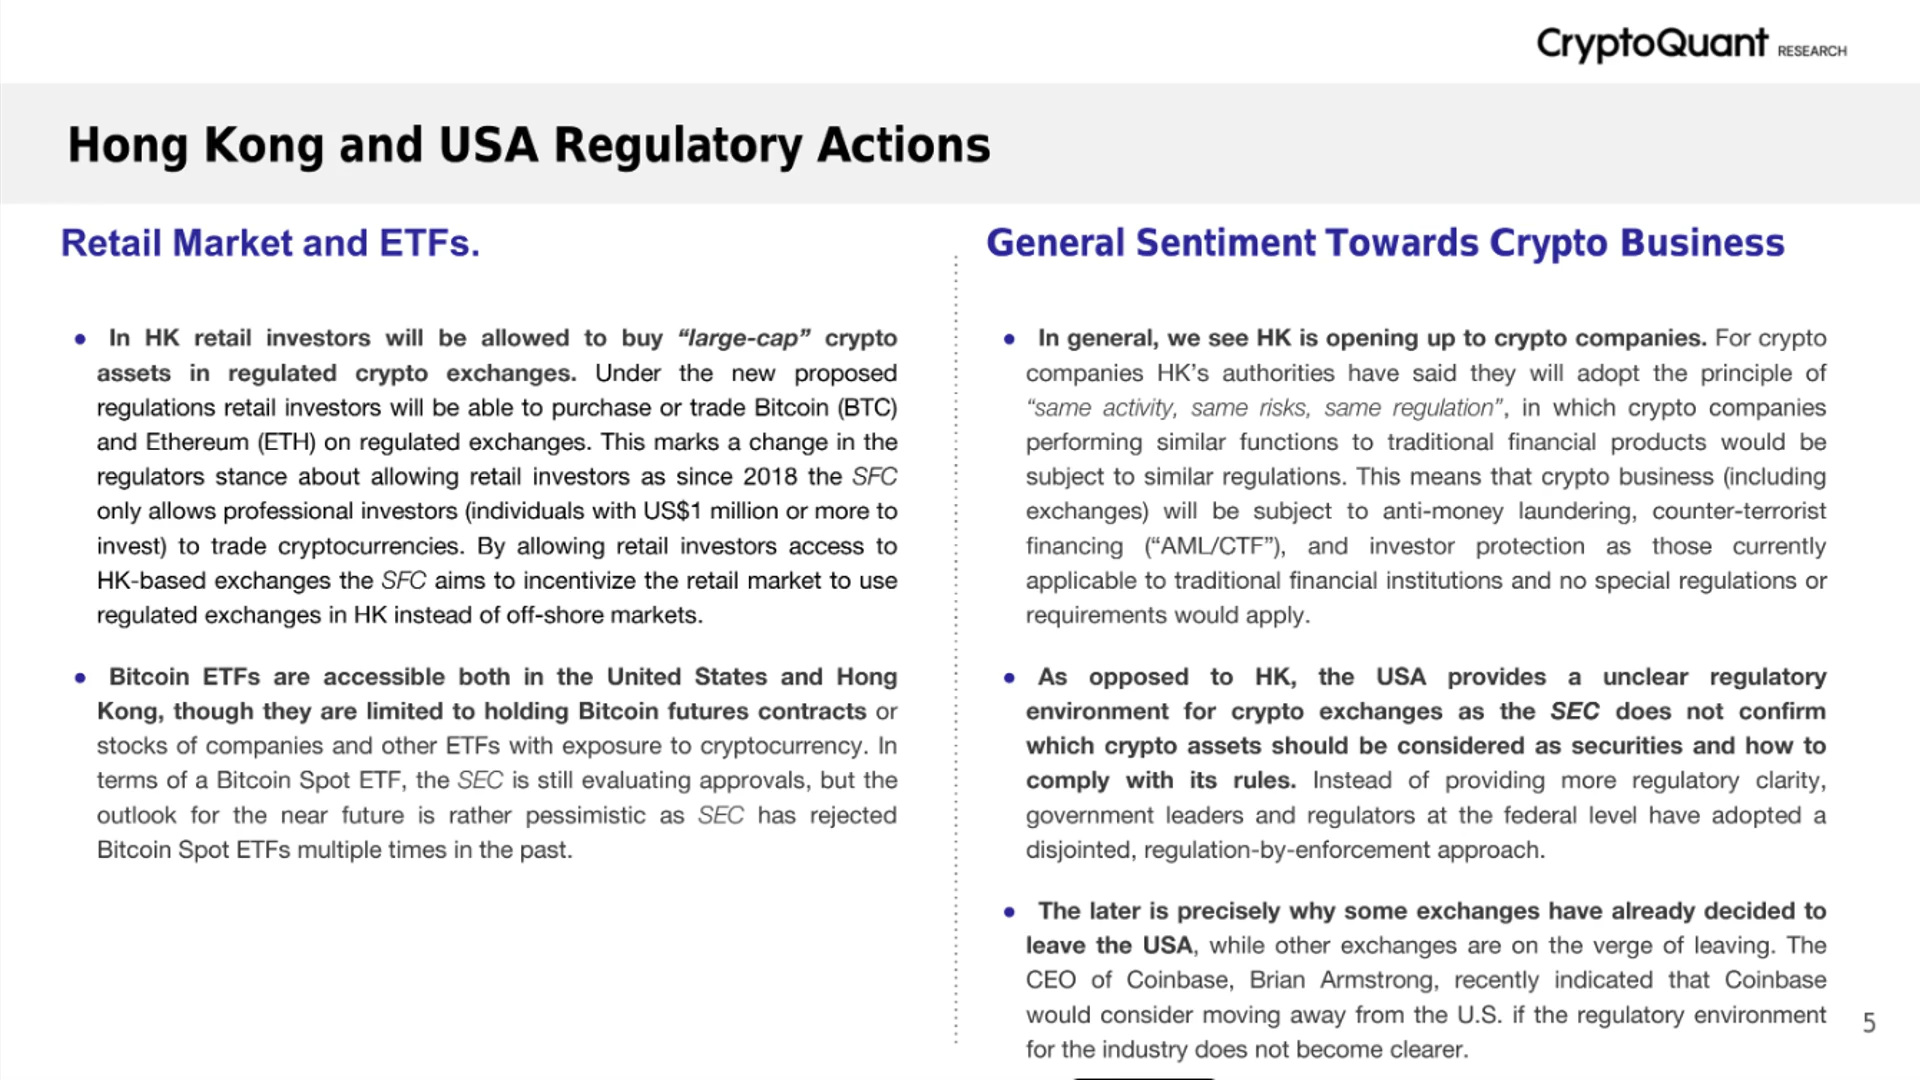 CryptoQuant RESEARCH
Hong Kong and USA Regulatory Actions
Retail Market and ETFs.
● In HK retail investors will be allowed to buy “large-cap” crypto
assets in regulated crypto exchanges. Under the new proposed
regulations retail investors will be able to purchase or trade Bitcoin (BTC)
and Ethereum (ETH) on regulated exchanges. This marks a change in the
regulators stance about allowing retail investors as since 2018 the SFC
only allows professional investors (individuals with US$1 million or more to
invest) to trade cryptocurrencies. By allowing retail investors access to
HK-based exchanges the SFC aims to incentivize the retail market to use
regulated exchanges in HK instead of off-shore markets.
● Bitcoin ETFs are accessible both in the United States and Hong
Kong, though they are limited to holding Bitcoin futures contracts or
stocks of companies and other ETFs with exposure to cryptocurrency. In
terms of a Bitcoin Spot ETF, the SEC is still evaluating approvals, but the
outlook for the near future is rather pessimistic as SEC has rejected
Bitcoin Spot ETFs multiple times in the past.
General Sentiment Towards Crypto Business
● In general, we see HK is opening up to crypto companies. For crypto
companies HK’s authorities have said they will adopt the principle of
“same activity, same risks, same regulation”, in which crypto companies
performing similar functions to traditional financial products would be
subject to similar regulations. This means that crypto business (including
exchanges) will be subject to anti-money laundering, counter-terrorist
financing (“AML/CTF”), and investor protection as those currently
applicable to traditional financial institutions and no special regulations or
requirements would apply.
● As opposed to HK, the USA provides a unclear regulatory
environment for crypto exchanges as the SEC does not confirm
which crypto assets should be considered as securities and how to
comply with its rules. Instead of providing more regulatory clarity,
government leaders and regulators at the federal level have adopted a
disjointed, regulation-by-enforcement approach.
● The later is precisely why some exchanges have already decided to
leave the USA, while other exchanges are on the verge of leaving. The
CEO of Coinbase, Brian Armstrong, recently indicated that Coinbase
would consider moving away from the U.S. if the regulatory environment
for the industry does not become clearer.
5